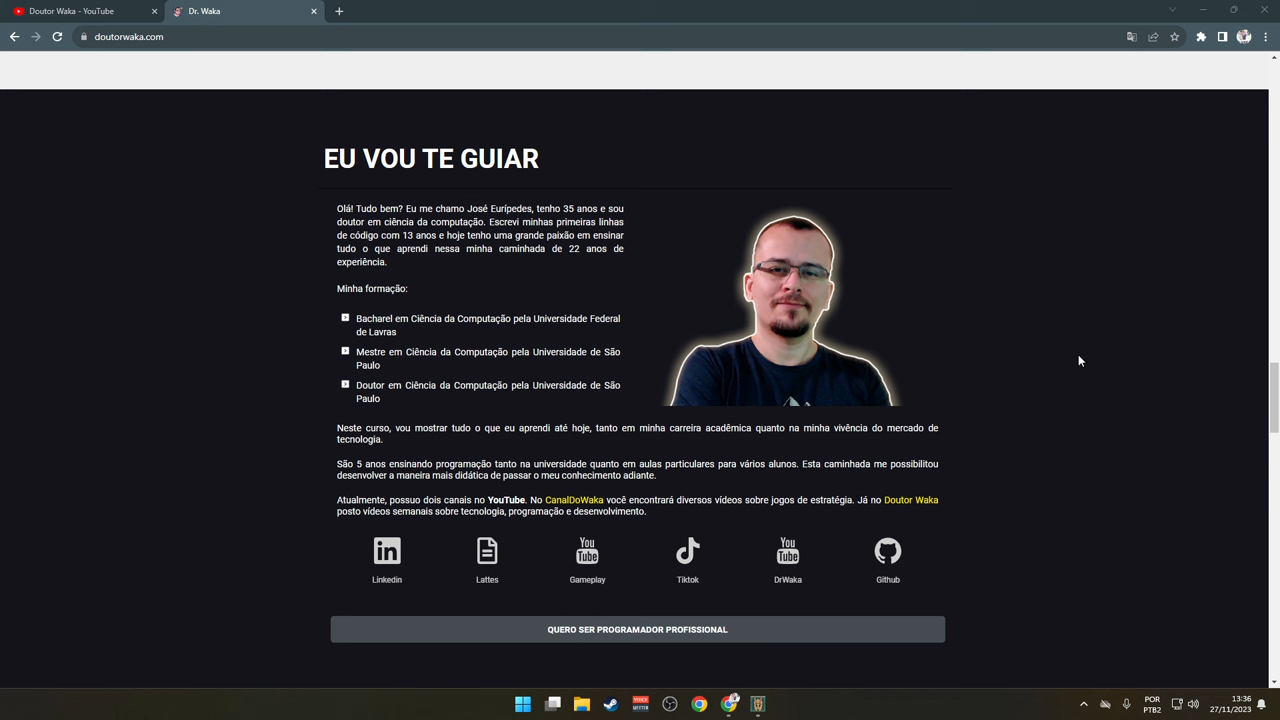 Doutor Waka - YouTube
Dr. Waka
doutorwaka.com
EU VOU TE GUIAR
Olá! Tudo bem? Eu me chamo José Eurípedes, tenho 35 anos e sou
doutor em ciência da computação. Escrevi minhas primeiras linhas
de código com 13 anos e hoje tenho uma grande paixão em ensinar
tudo o que aprendi nessa minha caminhada de 22 anos de
experiência.
Minha formação:
Bacharel em Ciência da Computação pela Universidade Federal
de Lavras
Mestre em Ciência da Computação pela Universidade de São
Paulo
Doutor em Ciência da Computação pela Universidade de São
Paulo
Neste curso, vou mostrar tudo o que eu aprendi até hoje, tanto em minha carreira acadêmica quanto na minha vivência do mercado de
tecnologia.
São 5 anos ensinando programação tanto na universidade quanto em aulas particulares para vários alunos. Esta caminhada me possibilitou
desenvolver a maneira mais didática de passar o meu conhecimento adiante.
Atualmente, possuo dois canais no YouTube. No CanalDoWaka você encontrará diversos vídeos sobre jogos de estratégia. Já no Doutor Waka
posto vídeos semanais sobre tecnologia, programação e desenvolvimento.
in
You Tube
You Tube
Linkedin
Lattes
Gameplay
Tiktok
DrWaka
Github
QUERO SER PROGRAMADOR PROFISSIONAL
VOICE MEETER
POR
PTB2
13:36
27/11/2023